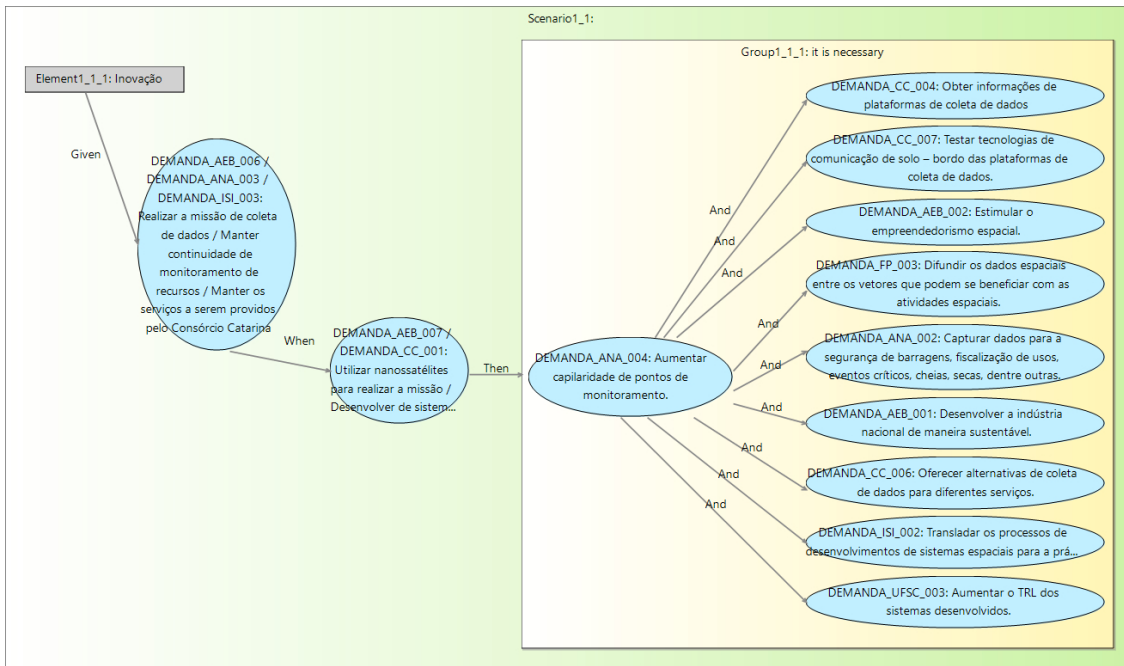 Scenario1_1:
Group1_1_1: it is necessary
Element1_1_1: Inovação
Given
DEMANDA_AEB_006 /
DEMANDA_ANA_003 /
DEMANDA_ISI_003:
Realizar a missão de coleta
de dados / Manter
continuidade de
monitoramento de
recursos / Manter os
serviços a serem providos
pelo Consórcio Catarina
When
DEMANDA_AEB_007 /
DEMANDA_CC_001:
Utilizar nanossatélites
para realizar a missão /
Desenvolver de sistem...
Then
DEMANDA_ANA_004: Aumentar
capilaridade de pontos de
monitoramento.
And
DEMANDA_CC_004: Obter informações de
plataformas de coleta de dados
And
DEMANDA_CC_007: Testar tecnologias de
comunicação de solo – bordo das plataformas de
coleta de dados.
And
DEMANDA_AEB_002: Estimular o
empreendedorismo espacial.
And
DEMANDA_FP_003: Difundir os dados espaciais
entre os vetores que podem se beneficiar com as
atividades espaciais.
And
DEMANDA_ANA_002: Capturar dados para a
segurança de barragens, fiscalização de usos,
eventos críticos, cheias, secas, dentre outras.
And
DEMANDA_AEB_001: Desenvolver a indústria
nacional de maneira sustentável.
And
DEMANDA_CC_006: Oferecer alternativas de coleta
de dados para diferentes serviços.
And
DEMANDA_ISI_002: Transladar os processos de
desenvolvimentos de sistemas espaciais para a prá...
And
DEMANDA_UFSC_003: Aumentar o TRL dos
sistemas desenvolvidos.